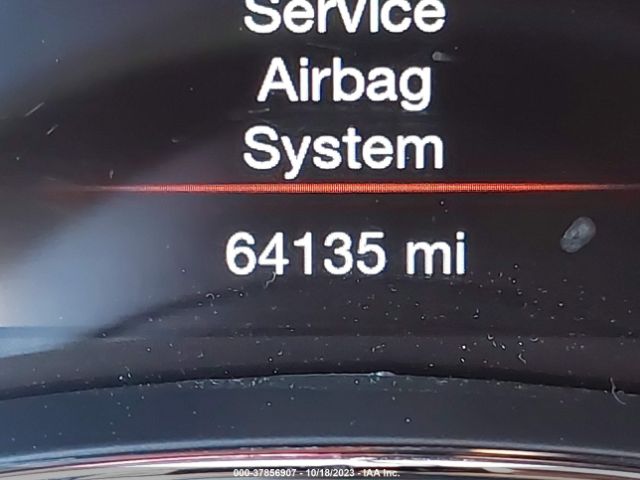 Service
Airbag
System
64135 mi
000-37856907 - 10/18/2023 - IAA Inc.